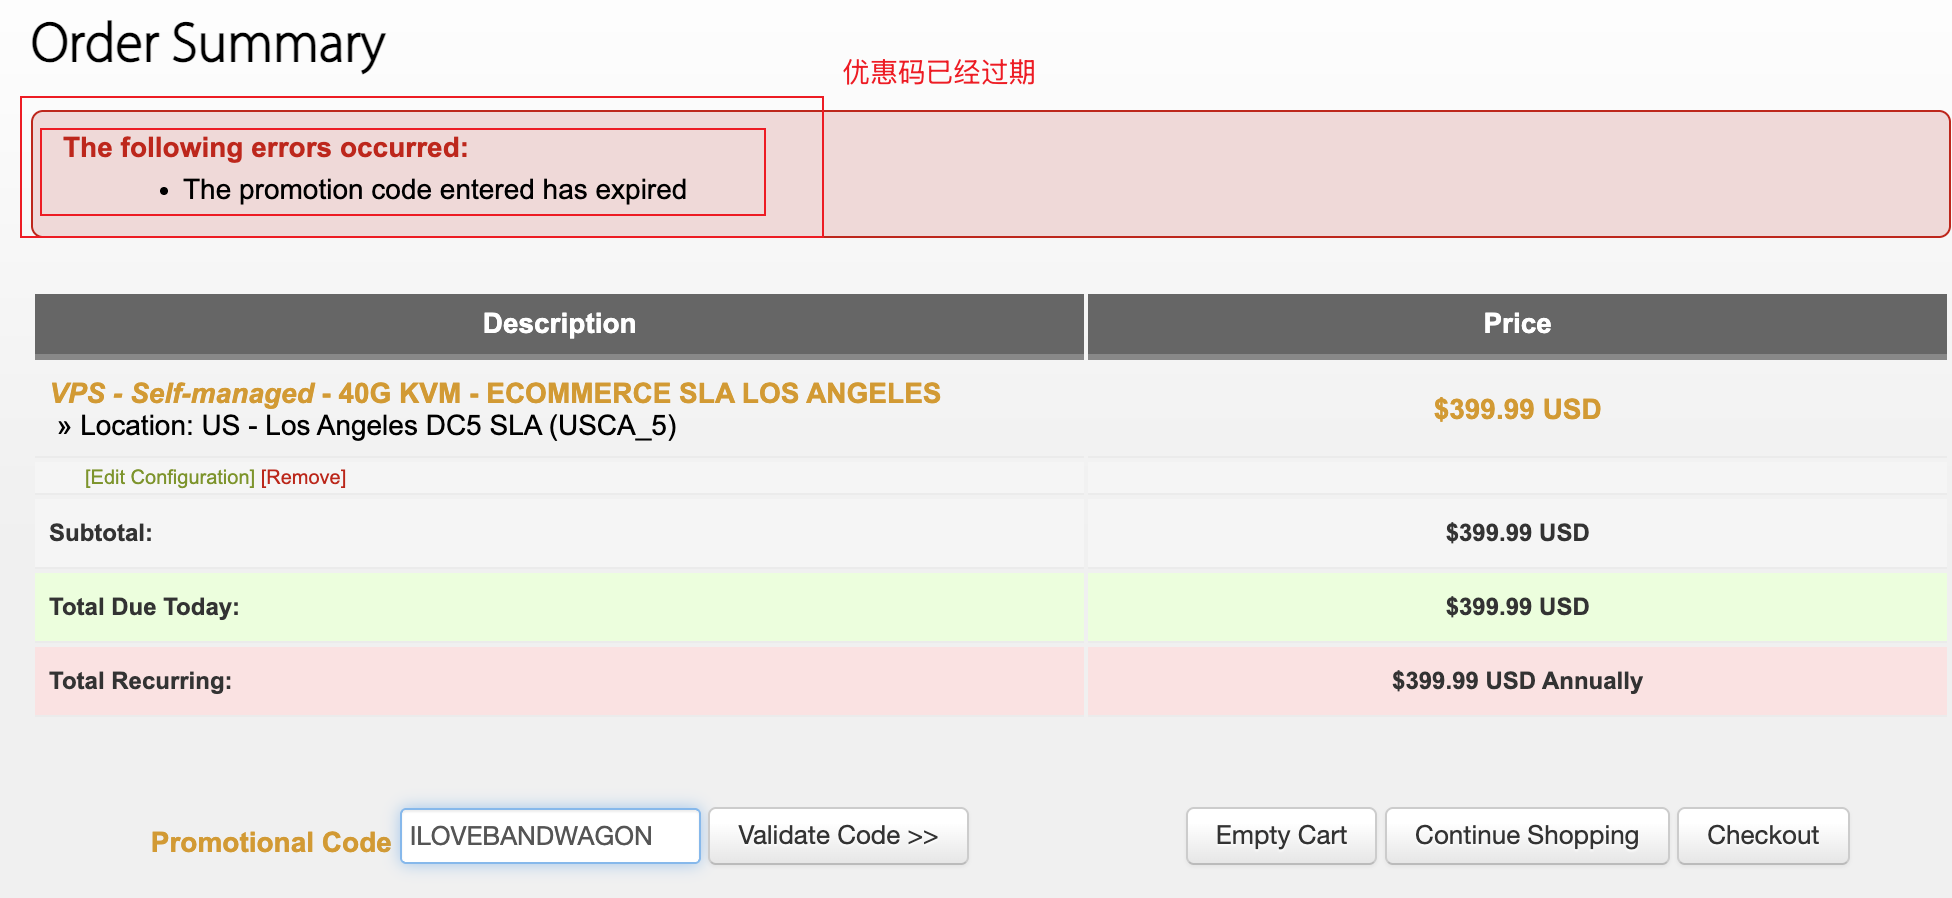 Order Summary
优惠码已经过期
The following errors occurred:
• The promotion code entered has expired
Description Price
VPS - Self-managed - 40G KVM - ECOMMERCE SLA LOS ANGELES $399.99 USD
» Location: US - Los Angeles DC5 SLA (USCA_5)
[Edit Configuration] [Remove]
Subtotal: $399.99 USD
Total Due Today: $399.99 USD
Total Recurring: $399.99 USD Annually
Promotional Code ILOVEBANDWAGON Validate Code >> Empty Cart Continue Shopping Checkout